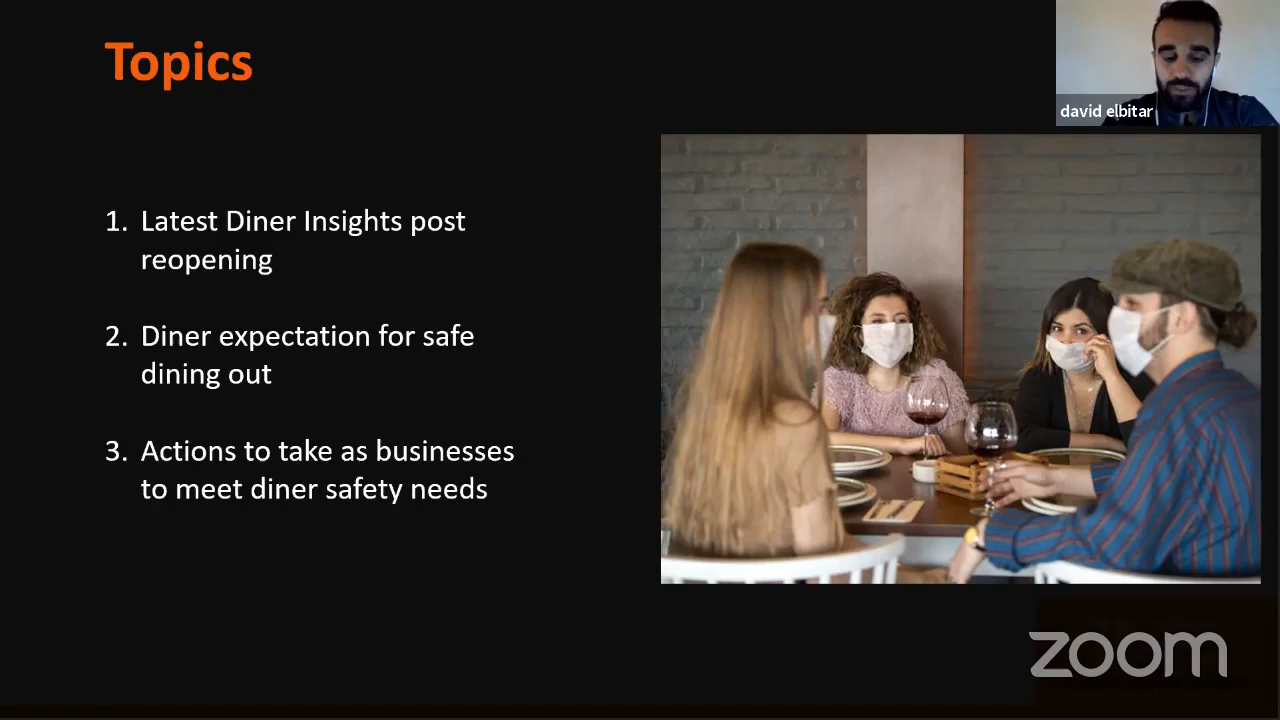 Topics
david elbitar
1. Latest Diner Insights post
reopening
2. Diner expectation for safe
dining out
3. Actions to take as businesses
to meet diner safety needs
zoom